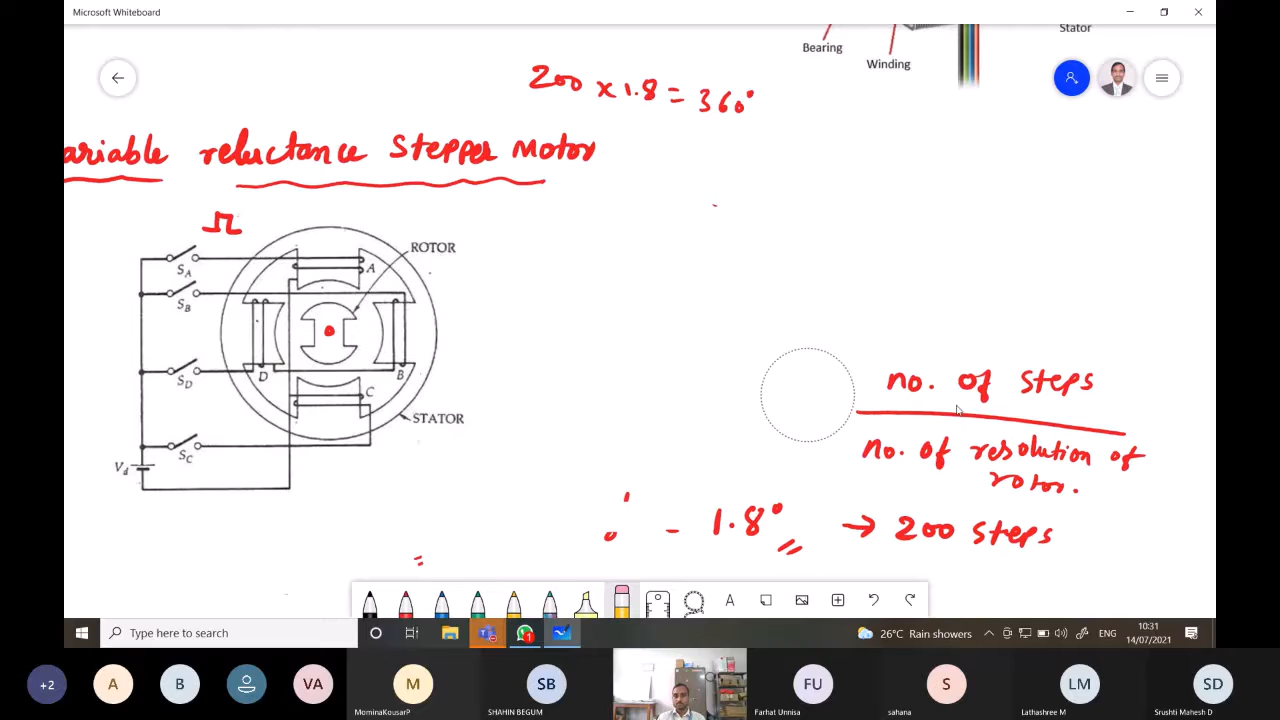 Microsoft Whiteboard
Stator
Bearing
Winding
200 x 1.8 = 360°
ariable reluctance Stepper Motor
ROTOR
A
S_A
S_B
S_D
D
B
C
STATOR
S_C
V_d
no. of steps
no. of resolution of
rotor.
- 1.8° → 200 steps
A
Type here to search
1
26°C Rain showers
ENG
10:31
14/07/2021
+2
A
B
VA
M
SB
FU
S
LM
SD
MominaKousarP
SHAHIN BEGUM
Farhat Unnisa
sahana
Lathashree M
Srushti Mahesh D